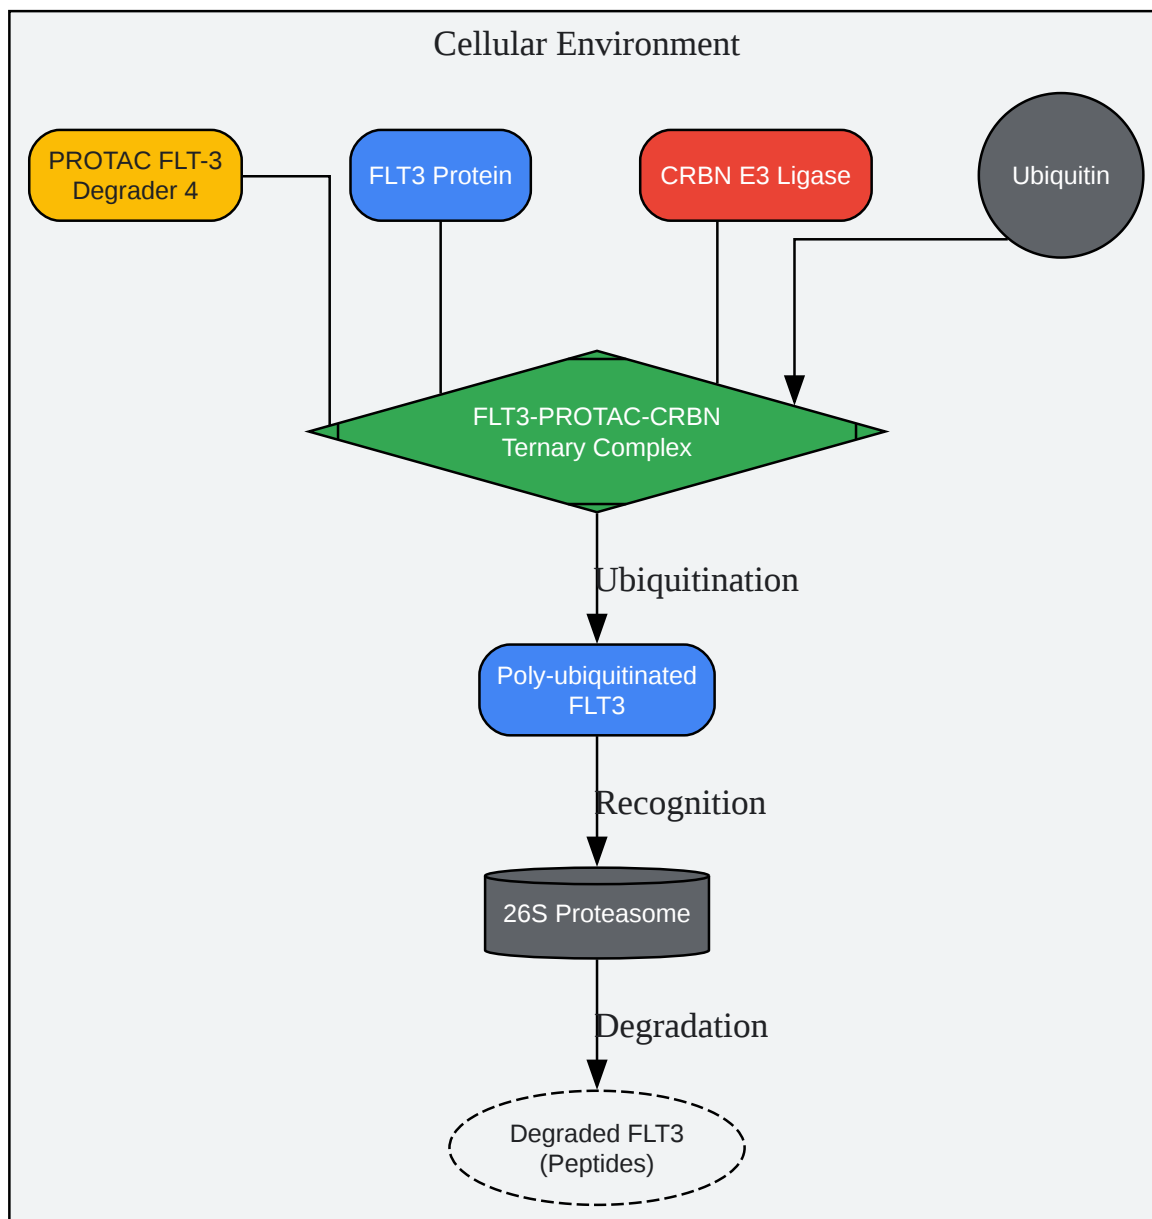 Cellular Environment
PROTAC FLT-3
Degrader 4
FLT3 Protein
CRBN E3 Ligase
Ubiquitin
FLT3-PROTAC-CRBN
Ternary Complex
Ubiquitination
Poly-ubiquitinated
FLT3
Recognition
26S Proteasome
Degradation
Degraded FLT3
(Peptides)